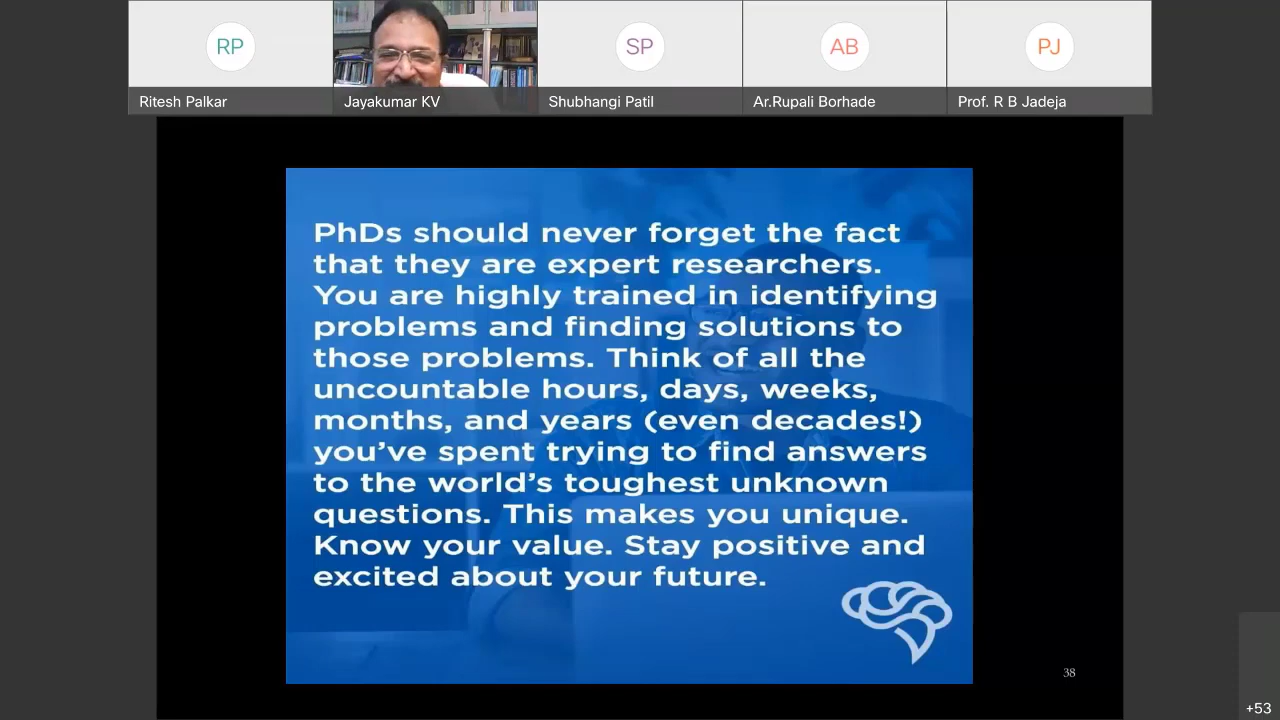 RP
SP
AB
PJ
Ritesh Palkar
Jayakumar KV
Shubhangi Patil
Ar.Rupali Borhade
Prof. R B Jadeja
PhDs should never forget the fact
that they are expert researchers.
You are highly trained in identifying
problems and finding solutions to
those problems. Think of all the
uncountable hours, days, weeks,
months, and years (even decades!)
you’ve spent trying to find answers
to the world’s toughest unknown
questions. This makes you unique.
Know your value. Stay positive and
excited about your future.
38
+53